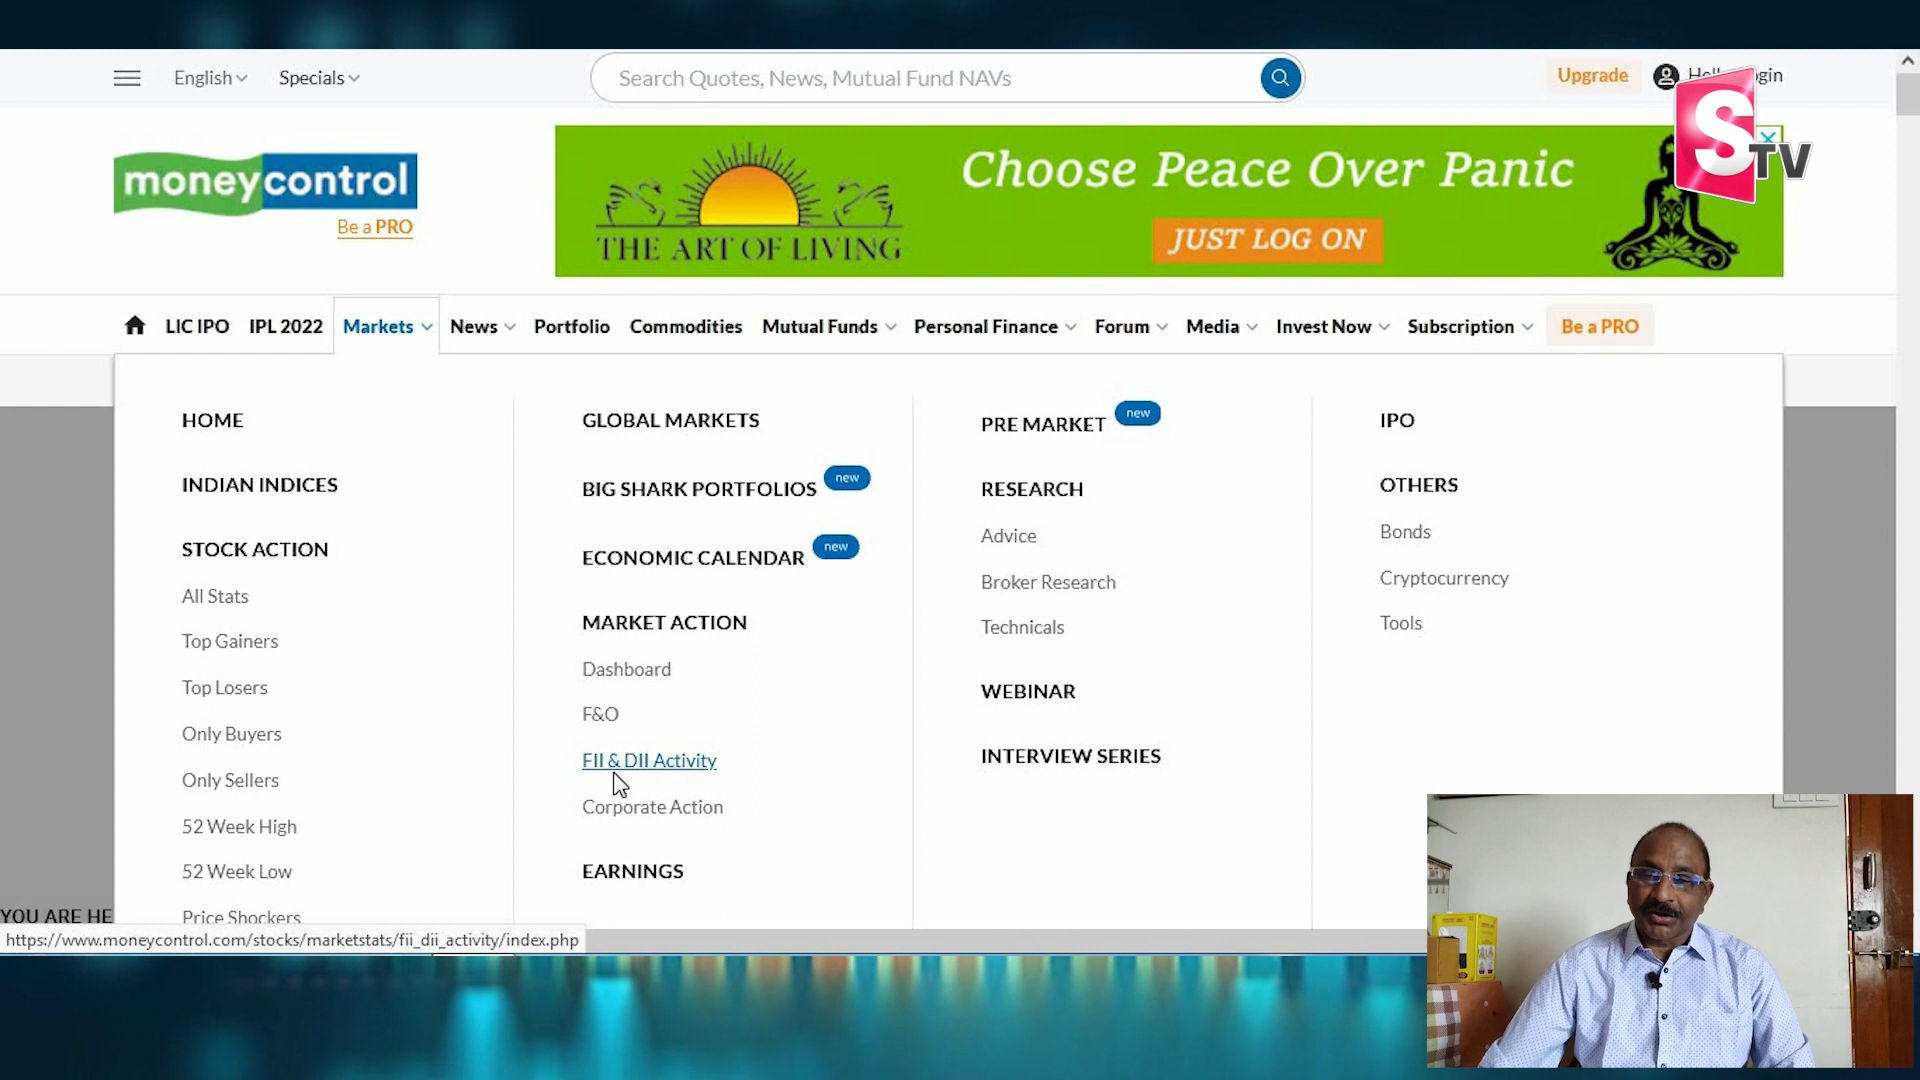 English
Specials
Search Quotes, News, Mutual Fund NAVs
Upgrade
S TV
moneycontrol
Be a PRO
THE ART OF LIVING
Choose Peace Over Panic
JUST LOG ON
LIC IPO
IPL 2022
Markets
News
Portfolio
Commodities
Mutual Funds
Personal Finance
Forum
Media
Invest Now
Subscription
Be a PRO
HOME
INDIAN INDICES
STOCK ACTION
All Stats
Top Gainers
Top Losers
Only Buyers
Only Sellers
52 Week High
52 Week Low
Price Shockers
GLOBAL MARKETS
BIG SHARK PORTFOLIOS new
ECONOMIC CALENDAR new
MARKET ACTION
Dashboard
F&O
FII & DII Activity
Corporate Action
EARNINGS
PRE MARKET new
RESEARCH
Advice
Broker Research
Technicals
WEBINAR
INTERVIEW SERIES
IPO
OTHERS
Bonds
Cryptocurrency
Tools
YOU ARE HE
https://www.moneycontrol.com/stocks/marketstats/fii_dii_activity/index.php